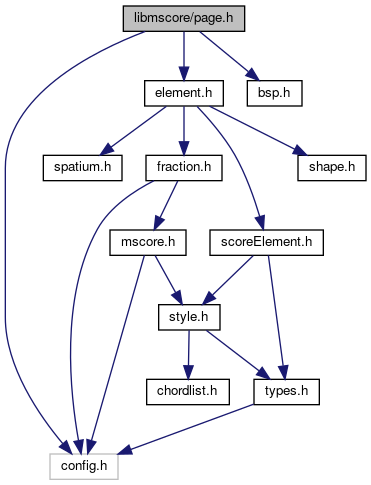 libmscore/page.h
element.h
bsp.h
spatium.h
fraction.h
shape.h
mscore.h
scoreElement.h
style.h
chordlist.h
types.h
config.h